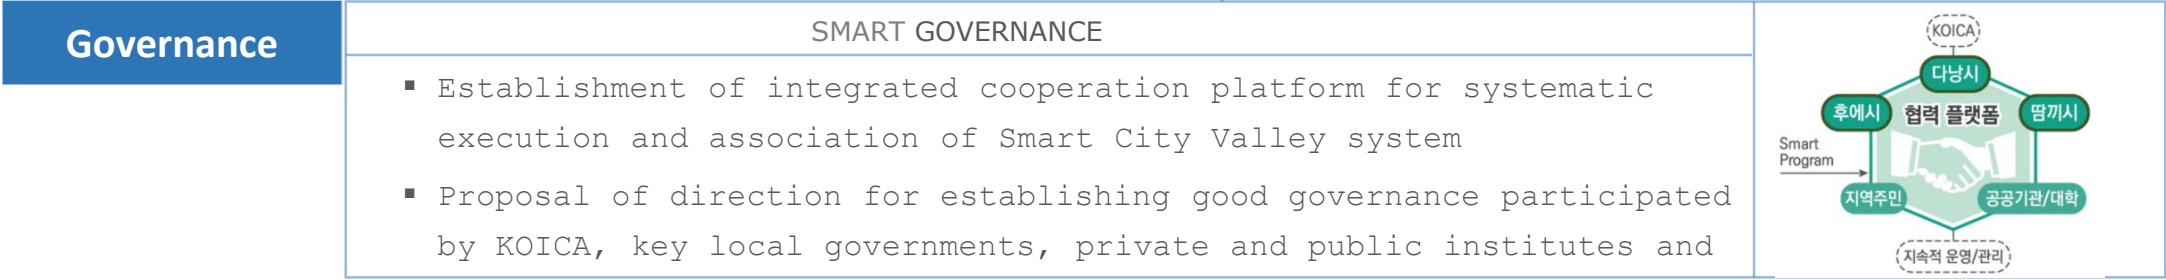 Governance
SMART GOVERNANCE
▪ Establishment of integrated cooperation platform for systematic
execution and association of Smart City Valley system
▪ Proposal of direction for establishing good governance participated
by KOICA, key local governments, private and public institutes and
KOICA
다낭시
후에시
협력 플랫폼
땀끼시
Smart
Program
지역주민
공공기관/대학
지속적 운영/관리